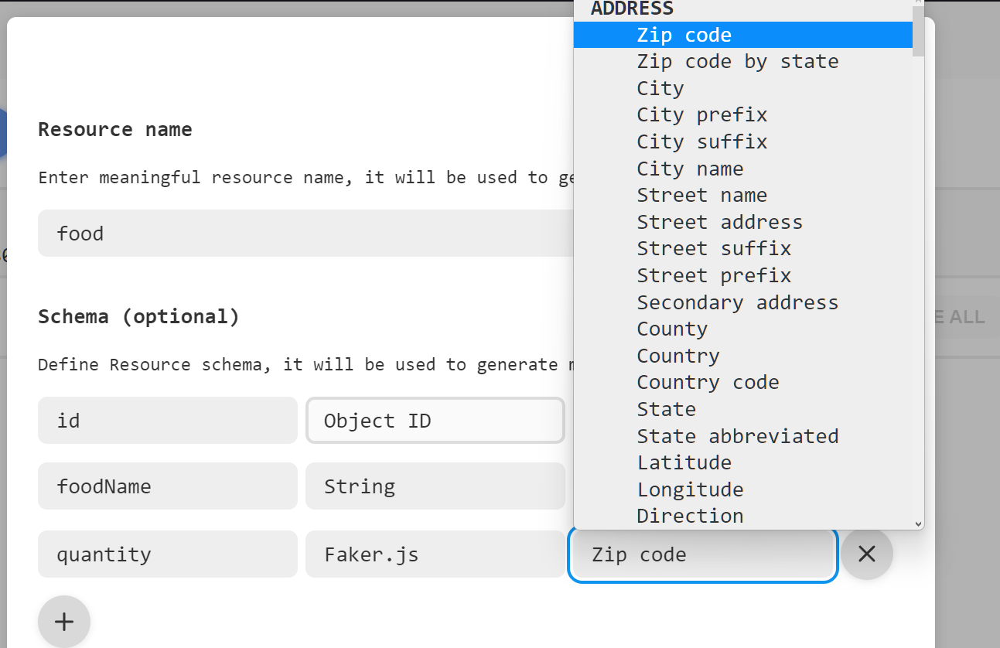 ADDRESS
Zip code
Zip code by state
City
City prefix
City suffix
City name
Street name
Street address
Street suffix
Street prefix
Secondary address
County
Country
Country code
State
State abbreviated
Latitude
Longitude
Direction
Resource name
Enter meaningful resource name, it will be used to
food
Schema (optional)
Define Resource schema, it will be used to generate
id Object ID
foodName String
quantity Faker.js Zip code
ALL